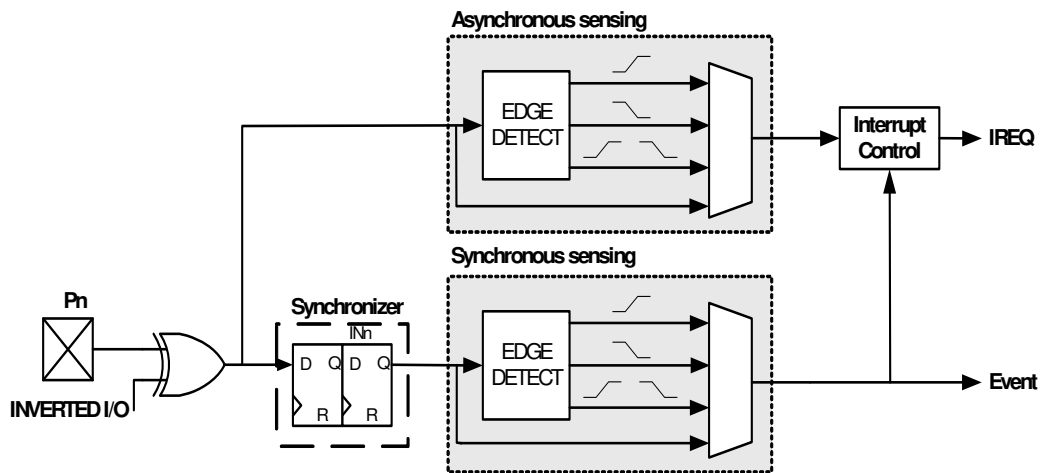 Asynchronous sensing
EDGE
DETECT
Interrupt
Control
IREQ
Synchronous sensing
Pn
Synchronizer
INn
D Q D Q
R R
EDGE
DETECT
INVERTED I/O
Event